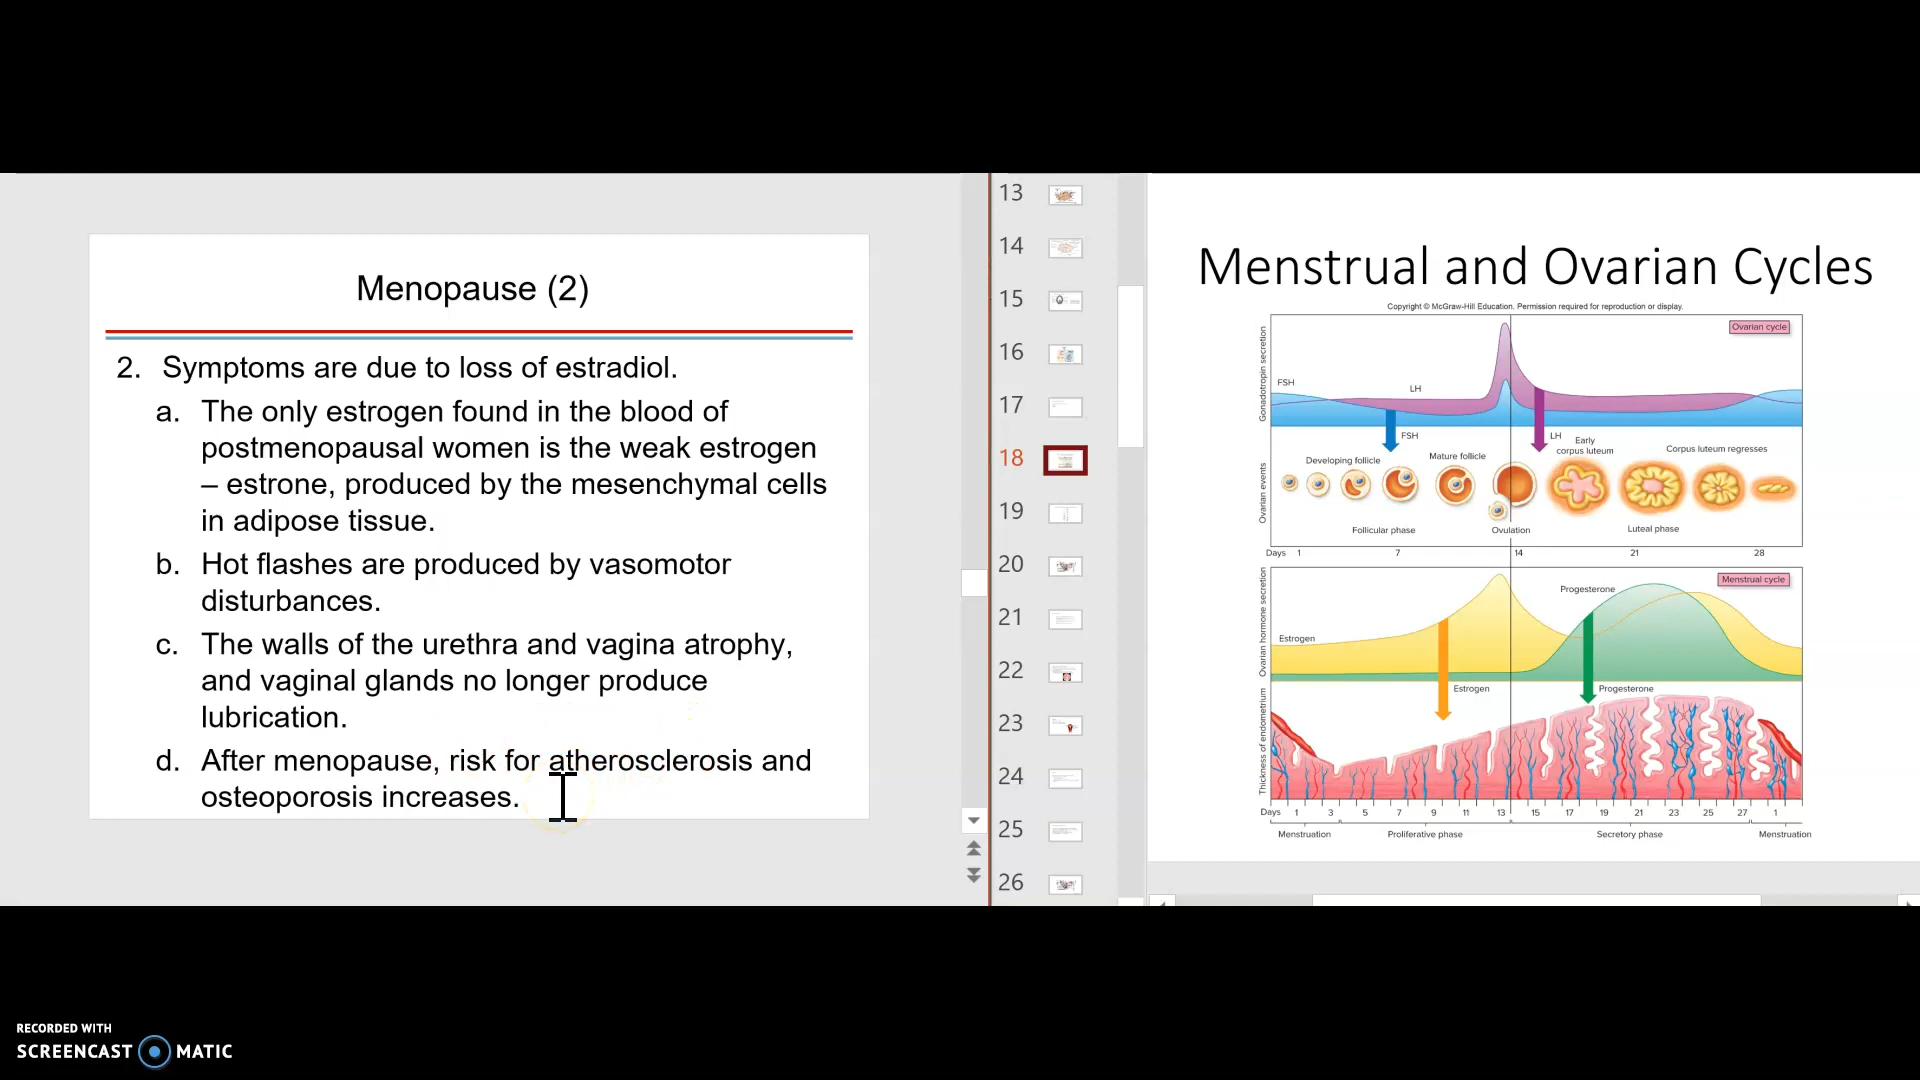 Menopause (2)
2. Symptoms are due to loss of estradiol.
a. The only estrogen found in the blood of
postmenopausal women is the weak estrogen
– estrone, produced by the mesenchymal cells
in adipose tissue.
b. Hot flashes are produced by vasomotor
disturbances.
c. The walls of the urethra and vagina atrophy,
and vaginal glands no longer produce
lubrication.
d. After menopause, risk for atherosclerosis and
osteoporosis increases.
13
14
15
16
17
18
19
20
21
22
23
24
25
26
Menstrual and Ovarian Cycles
Copyright © McGraw-Hill Education. Permission required for reproduction or display.
Ovarian cycle
Gonadotropin secretion
FSH
LH
FSH
LH
Ovarian events
Developing follicle
Mature follicle
Early
corpus luteum
Corpus luteum regresses
Follicular phase
Ovulation
Luteal phase
Days 1 7 14 21 28
Menstrual cycle
Ovarian hormone secretion
Progesterone
Estrogen
Estrogen
Progesterone
Thickness of endometrium
Days 1 3 5 7 9 11 13 15 17 19 21 23 25 27 1
Menstruation Proliferative phase Secretory phase Menstruation
RECORDED WITH
SCREENCAST MATIC